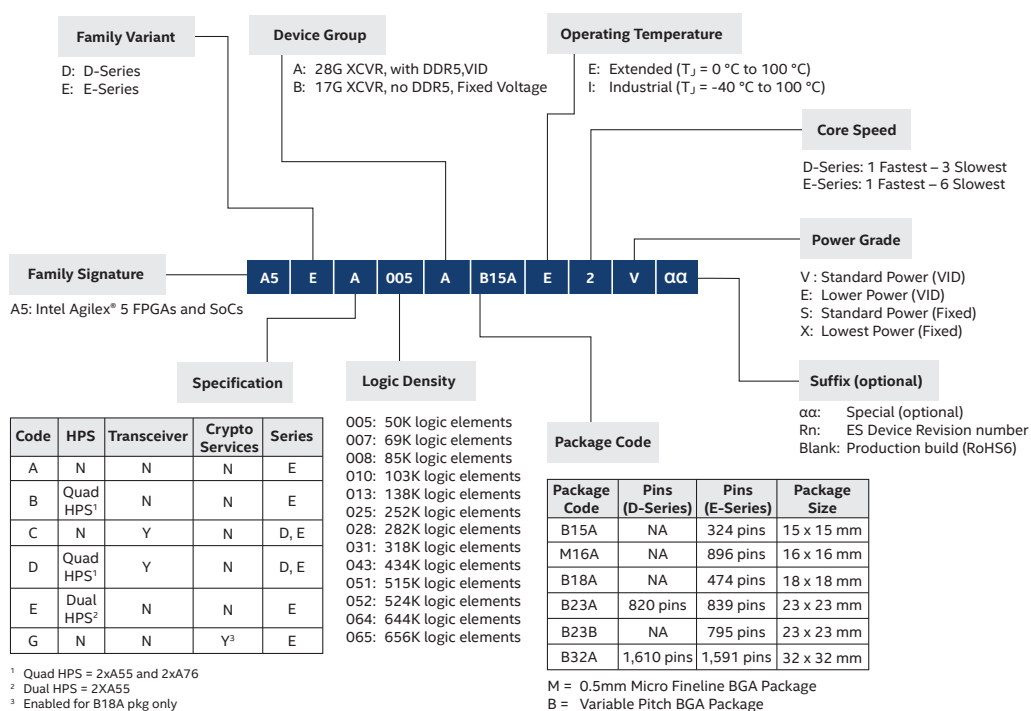 Family Variant
D: D-Series
E: E-Series
Device Group
A: 28G XCVR, with DDR5,VID
B: 17G XCVR, no DDR5, Fixed Voltage
Operating Temperature
E: Extended (TJ = 0 °C to 100 °C)
I: Industrial (TJ = -40 °C to 100 °C)
Core Speed
D-Series: 1 Fastest – 3 Slowest
E-Series: 1 Fastest – 6 Slowest
Family Signature
A5: Intel Agilex® 5 FPGAs and SoCs
A5 E A 005 A B15A E 2 V αα
Power Grade
V : Standard Power (VID)
E: Lower Power (VID)
S: Standard Power (Fixed)
X: Lowest Power (Fixed)
Suffix (optional)
αα: Special (optional)
Rn: ES Device Revision number
Blank: Production build (RoHS6)
Specification
Code HPS Transceiver Crypto Services Series
A N N N E
B Quad HPS¹ N N E
C N Y N D, E
D Quad HPS¹ Y N D, E
E Dual HPS² N N E
G N N Y³ E
¹ Quad HPS = 2xA55 and 2xA76
² Dual HPS = 2XA55
³ Enabled for B18A pkg only
Logic Density
005: 50K logic elements
007: 69K logic elements
008: 85K logic elements
010: 103K logic elements
013: 138K logic elements
025: 252K logic elements
028: 282K logic elements
031: 318K logic elements
043: 434K logic elements
051: 515K logic elements
052: 524K logic elements
064: 644K logic elements
065: 656K logic elements
Package Code
Package Code Pins (D-Series) Pins (E-Series) Package Size
B15A NA 324 pins 15 x 15 mm
M16A NA 896 pins 16 x 16 mm
B18A NA 474 pins 18 x 18 mm
B23A 820 pins 839 pins 23 x 23 mm
B23B NA 795 pins 23 x 23 mm
B32A 1,610 pins 1,591 pins 32 x 32 mm
M = 0.5mm Micro Fineline BGA Package
B = Variable Pitch BGA Package